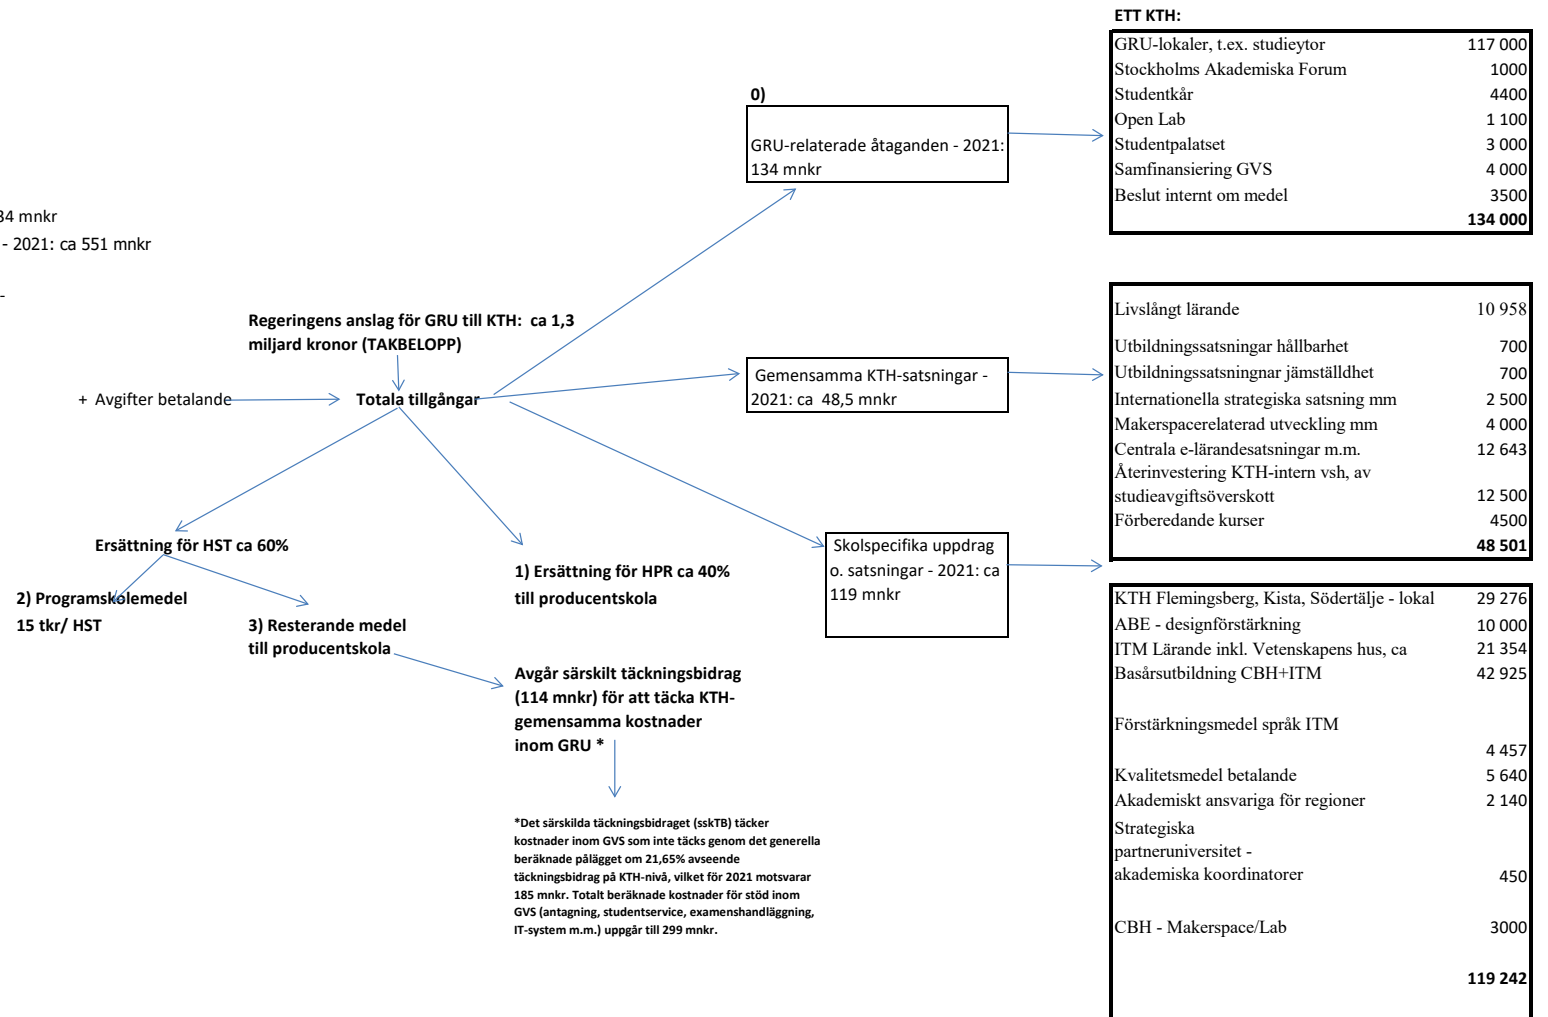 ETT KTH:
GRU-lokaler, t.ex. studieytor 117 000
Stockholms Akademiska Forum 1000
Studentkår 4400
Open Lab 1 100
Studentpalatset 3 000
Samfinansiering GVS 4 000
Beslut internt om medel 3500
134 000
0)
GRU-relaterade åtaganden - 2021:
134 mnkr
34 mnkr
- 2021: ca 551 mnkr
-
Regeringens anslag för GRU till KTH: ca 1,3
miljard kronor (TAKBELOPP)
+ Avgifter betalande
Totala tillgångar
Gemensamma KTH-satsningar -
2021: ca 48,5 mnkr
Livslångt lärande 10 958
Utbildningssatsningar hållbarhet 700
Utbildningssatsningnar jämställdhet 700
Internationella strategiska satsning mm 2 500
Makerspacerelaterad utveckling mm 4 000
Centrala e-lärandesatsningar m.m. 12 643
Återinvestering KTH-intern vsh, av
studieavgiftsöverskott 12 500
Förberedande kurser 4500
48 501
Ersättning för HST ca 60%
1) Ersättning för HPR ca 40%
till producentskola
Skolspecifika uppdrag
o. satsningar - 2021: ca
119 mnkr
2) Programskolemedel
15 tkr/ HST
3) Resterande medel
till producentskola
Avgår särskilt täckningsbidrag
(114 mnkr) för att täcka KTH-
gemensamma kostnader
inom GRU *
*Det särskilda täckningsbidraget (sskTB) täcker
kostnader inom GVS som inte täcks genom det generella
beräknade pålägget om 21,65% avseende
täckningsbidrag på KTH-nivå, vilket för 2021 motsvarar
185 mnkr. Totalt beräknade kostnader för stöd inom
GVS (antagning, studentservice, examenshandläggning,
IT-system m.m.) uppgår till 299 mnkr.
KTH Flemingsberg, Kista, Södertälje - lokal 29 276
ABE - designförstärkning 10 000
ITM Lärande inkl. Vetenskapens hus, ca 21 354
Basårsutbildning CBH+ITM 42 925
Förstärkningsmedel språk ITM
4 457
Kvalitetsmedel betalande 5 640
Akademiskt ansvariga för regioner 2 140
Strategiska
partneruniversitet -
akademiska koordinatorer 450
CBH - Makerspace/Lab 3000
119 242